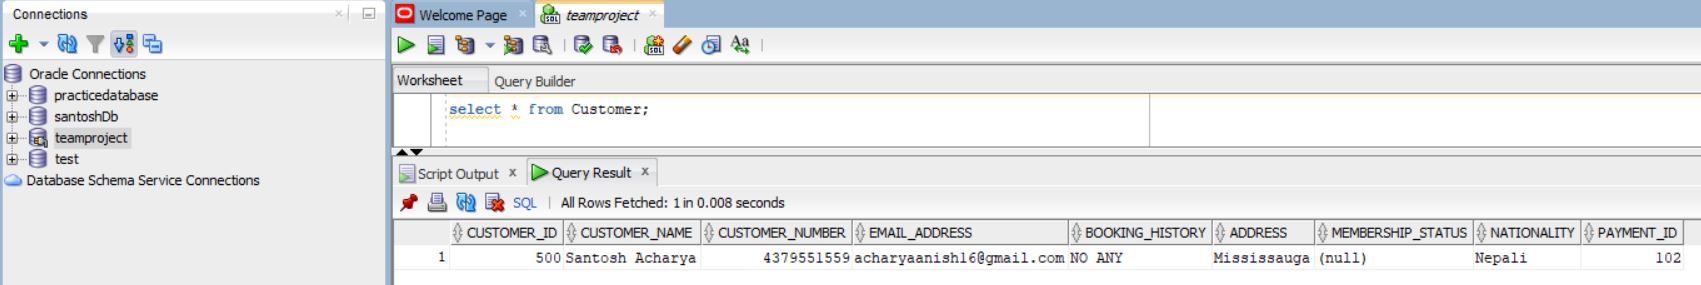 Connections
Oracle Connections
practicedatabase
santoshDb
teamproject
test
Database Schema Service Connections
Welcome Page
teamproject
Worksheet Query Builder
select * from Customer;
Script Output x Query Result x
SQL | All Rows Fetched: 1 in 0.008 seconds
CUSTOMER_ID CUSTOMER_NAME CUSTOMER_NUMBER EMAIL_ADDRESS BOOKING_HISTORY ADDRESS MEMBERSHIP_STATUS NATIONALITY PAYMENT_ID
1 500 Santosh Acharya 4379551559 acharyaanish16@gmail.com NO ANY Mississauga (null) Nepali 102